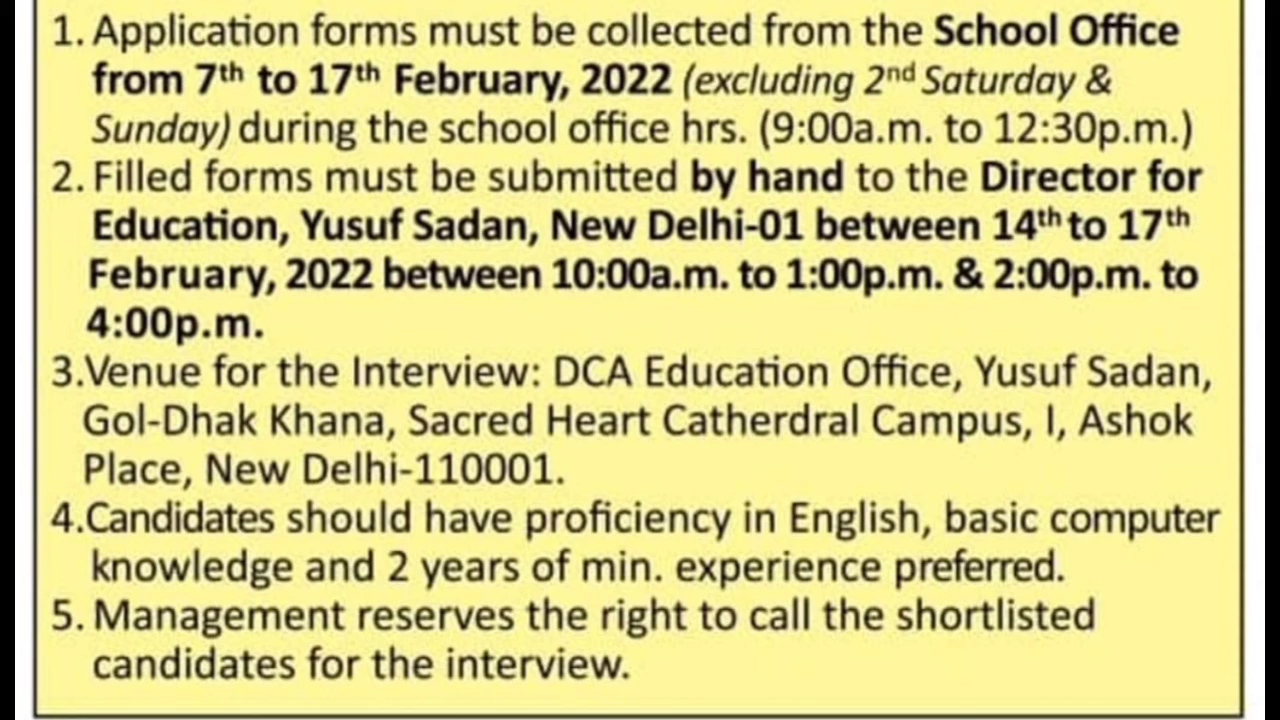 1. Application forms must be collected from the School Office
from 7th to 17th February, 2022 (excluding 2nd Saturday &
Sunday) during the school office hrs. (9:00a.m. to 12:30p.m.)
2. Filled forms must be submitted by hand to the Director for
Education, Yusuf Sadan, New Delhi-01 between 14th to 17th
February, 2022 between 10:00a.m. to 1:00p.m. & 2:00p.m. to
4:00p.m.
3.Venue for the Interview: DCA Education Office, Yusuf Sadan,
Gol-Dhak Khana, Sacred Heart Catherdral Campus, I, Ashok
Place, New Delhi-110001.
4.Candidates should have proficiency in English, basic computer
knowledge and 2 years of min. experience preferred.
5. Management reserves the right to call the shortlisted
candidates for the interview.